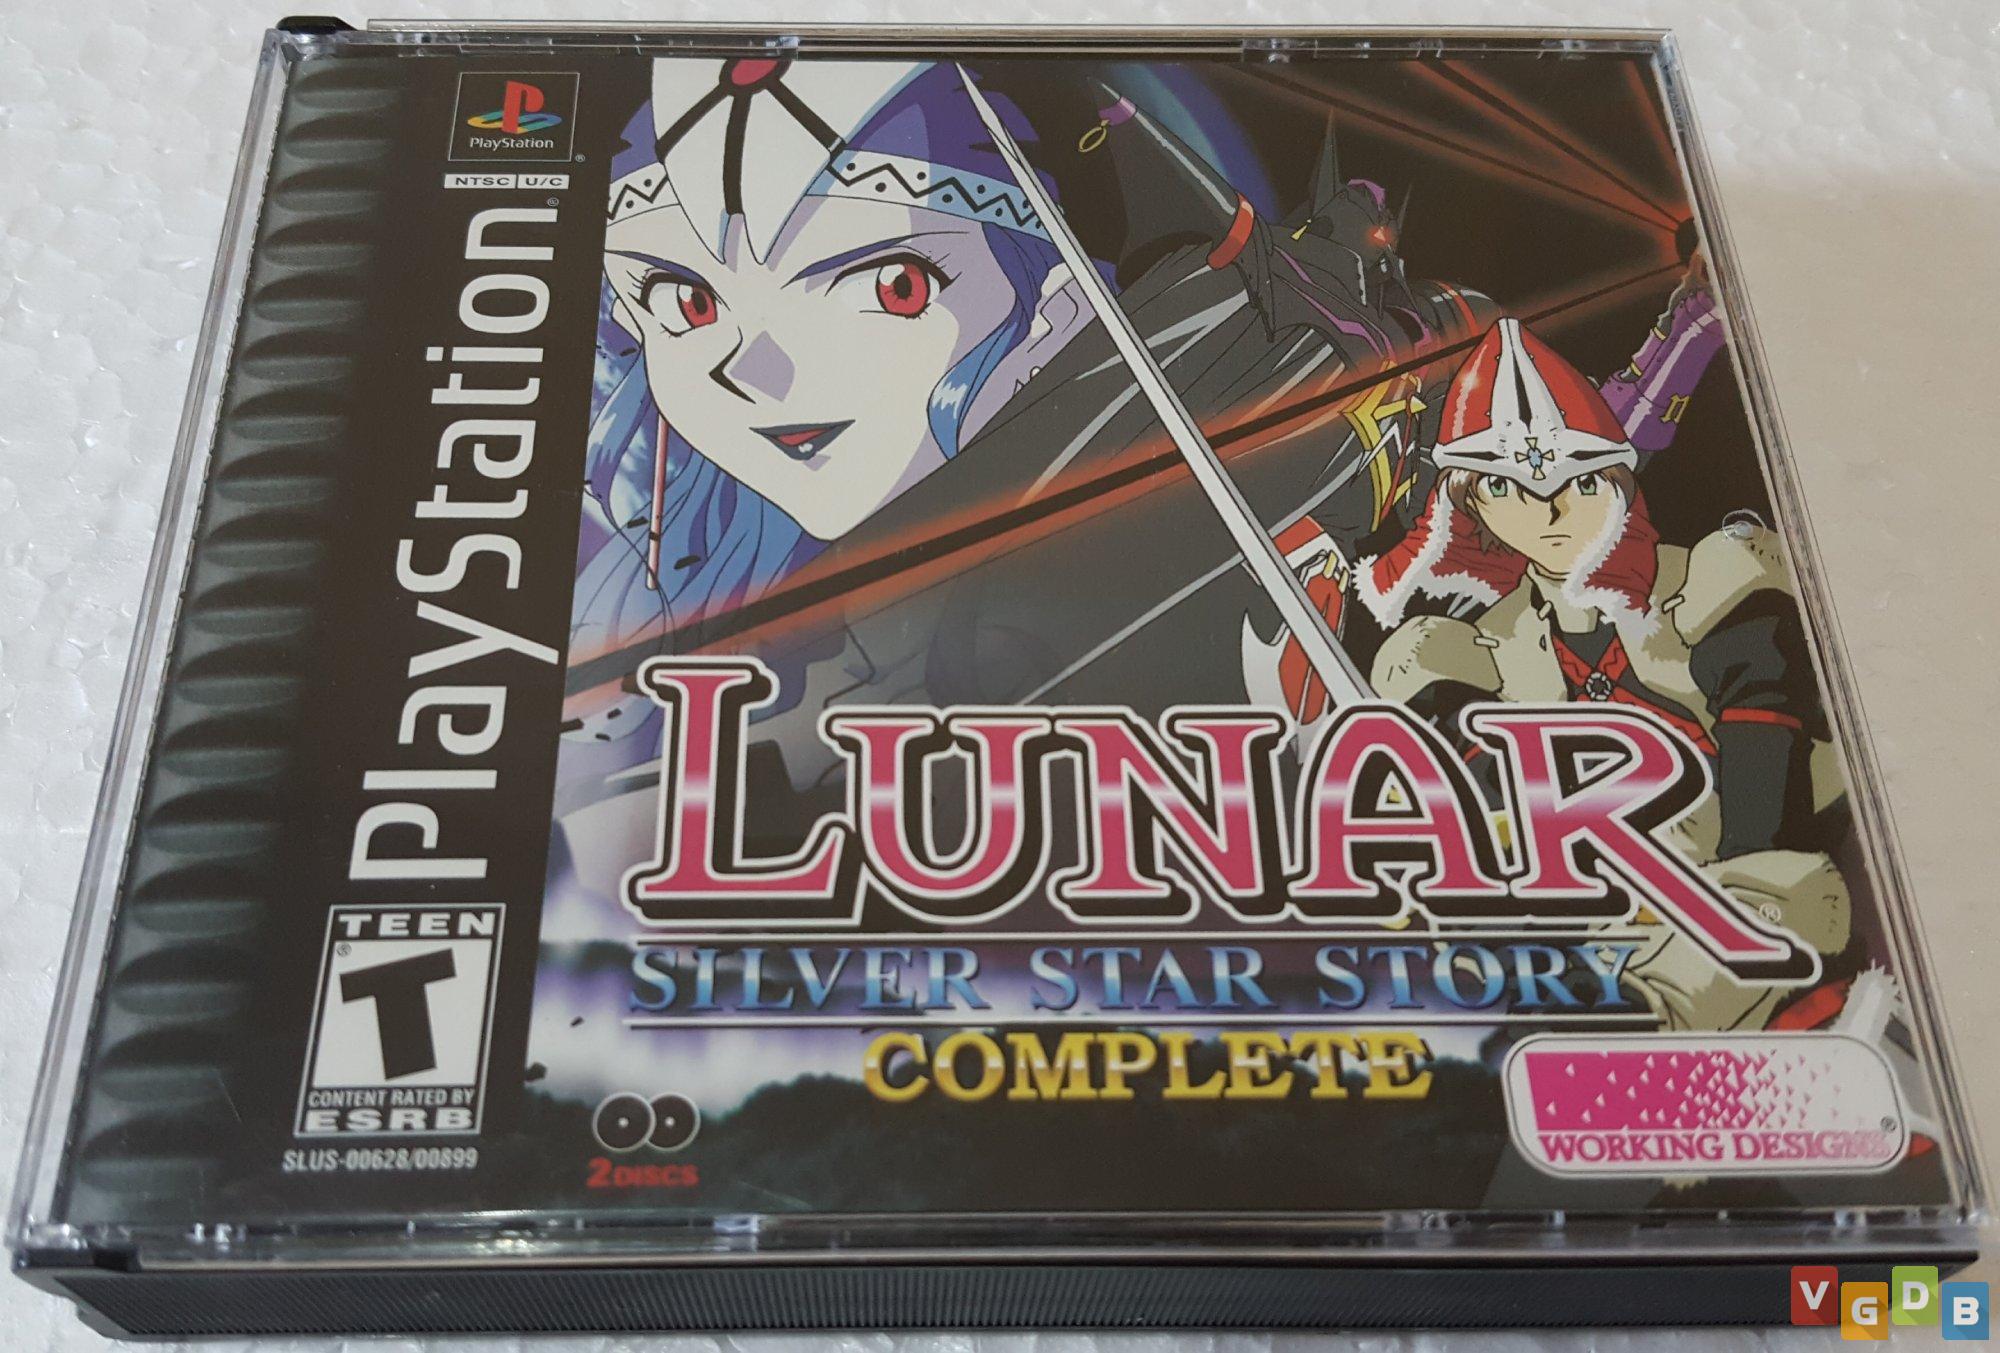 PlayStation
NTSC U/C
PlayStation
TEEN
T
CONTENT RATED BY
ESRB
SLUS-00628/00899
LUNAR
SILVER STAR STORY
COMPLETE
2 DISCS
WORKING DESIGNS
VGDB